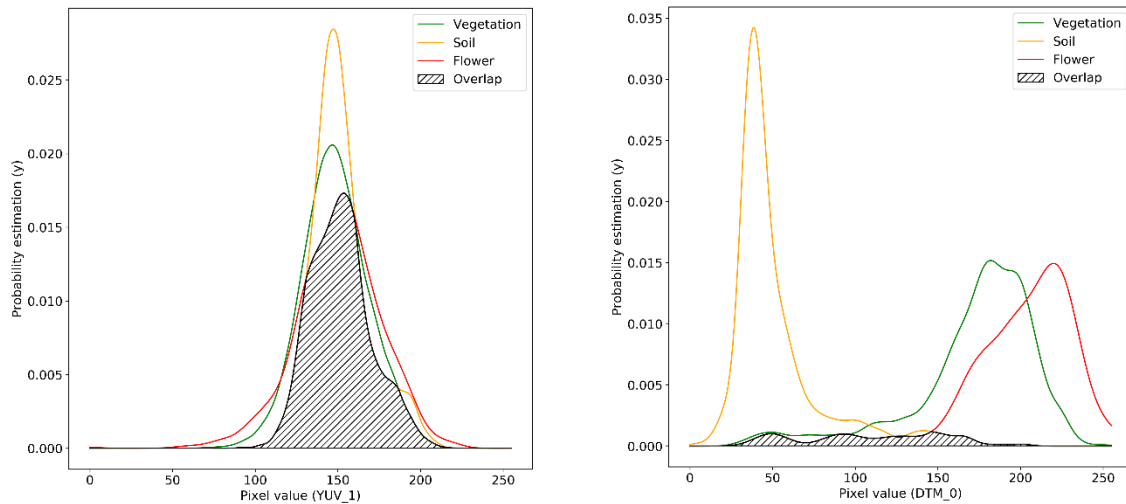 Vegetation
Soil
Flower
Overlap
0.025
0.020
0.015
0.010
0.005
0.000
Probability estimation (y)
0 50 100 150 200 250
Pixel value (YUV_1)
Vegetation
Soil
Flower
Overlap
0.035
0.030
0.025
0.020
0.015
0.010
0.005
0.000
Probability estimation (y)
0 50 100 150 200 250
Pixel value (DTM_0)